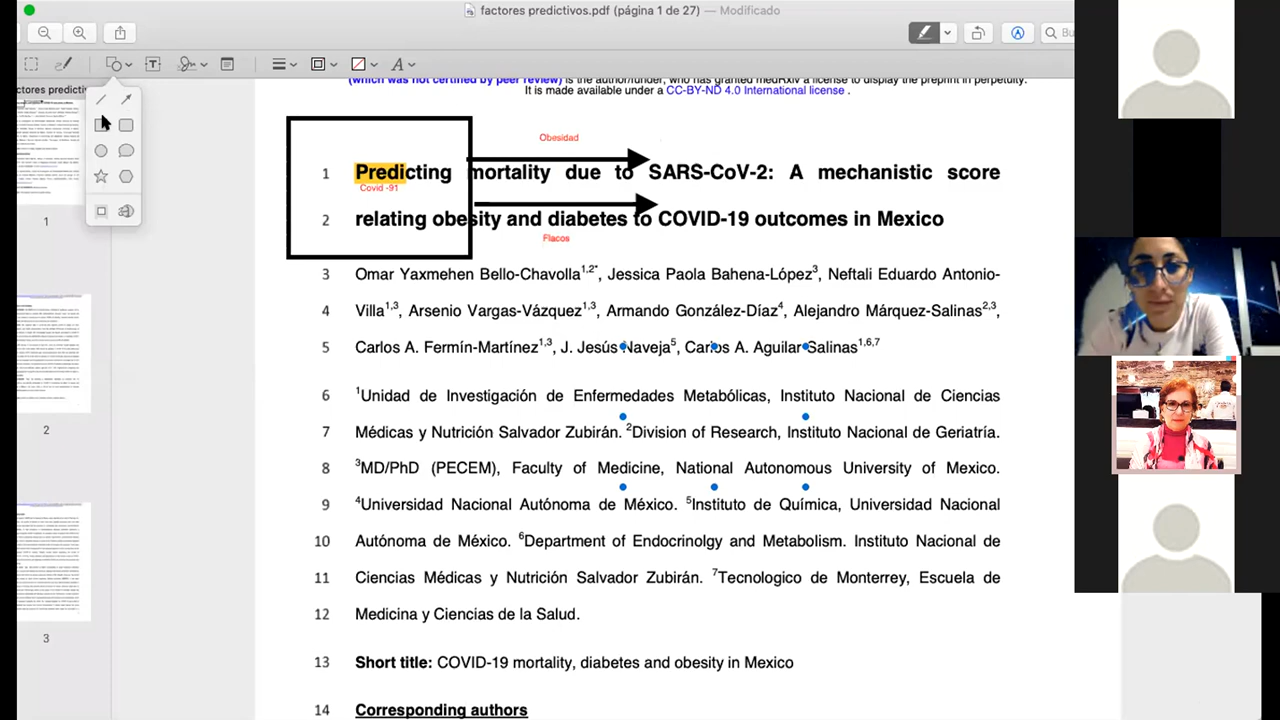 factores predictivos.pdf (página 1 de 27) — Modificado
Bu
actores predictiv
(which was not certified by peer review) is the author/funder, who has granted medRxiv a license to display the preprint in perpetuity.
It is made available under a CC-BY-ND 4.0 International license .
Obesidad
1 Predicting mortality due to SARS-CoV-2: A mechanistic score
Covid -91
2 relating obesity and diabetes to COVID-19 outcomes in Mexico
Flacos
3 Omar Yaxmehen Bello-Chavolla1,2*, Jessica Paola Bahena-López3, Neftali Eduardo Antonio-
4 Villa1,3, Arsenio Vargas-Vázquez1,3, Armando González-Díaz, Alejandro Márquez-Salinas2,3,
Carlos A. Fermín-Martínez1,3, J. Jesús Naveja5, Carlos A. Aguilar-Salinas1,6,7
1Unidad de Investigación de Enfermedades Metabólicas, Instituto Nacional de Ciencias
7 Médicas y Nutrición Salvador Zubirán. 2Division of Research, Instituto Nacional de Geriatría.
8 3MD/PhD (PECEM), Faculty of Medicine, National Autonomous University of Mexico.
9 4Universidad Nacional Autónoma de México. 5Instituto de Química, Universidad Nacional
10 Autónoma de México. 6Department of Endocrinology and Metabolism. Instituto Nacional de
11 Ciencias Médicas y Nutrición Salvador Zubirán. 7Tecnológico de Monterrey, Escuela de
12 Medicina y Ciencias de la Salud.
13 Short title: COVID-19 mortality, diabetes and obesity in Mexico
14 Corresponding authors
1
2
3